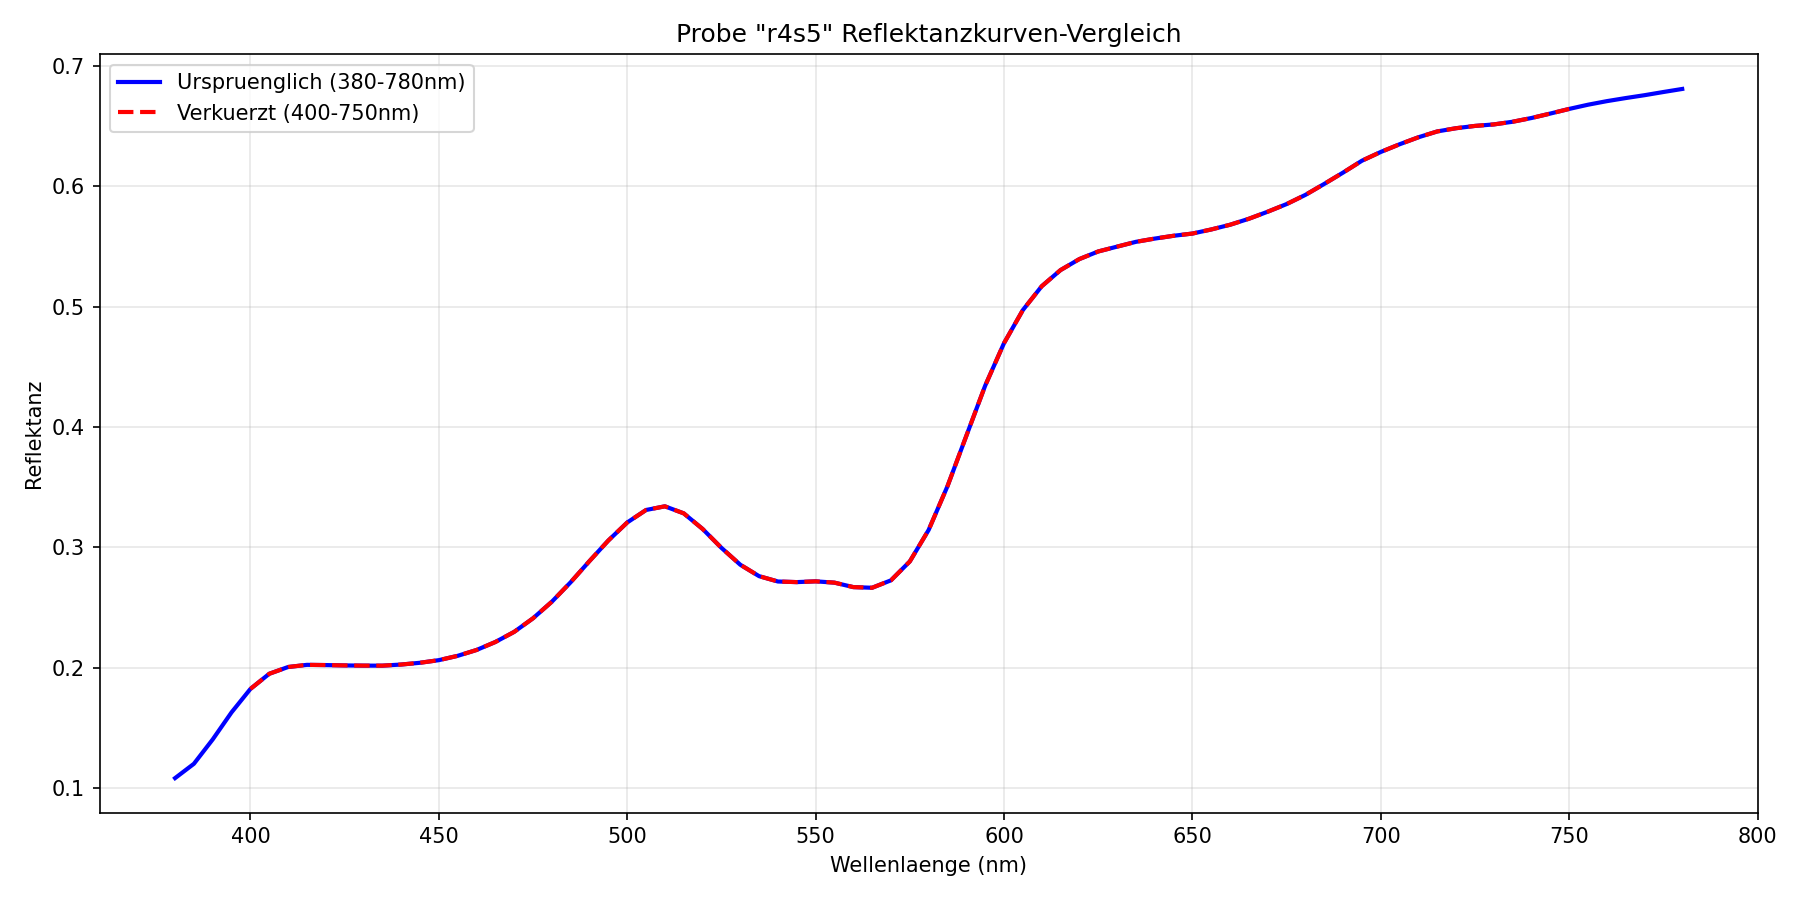 Probe "r4s5" Reflektanzkurven-Vergleich
Urspruenglich (380-780nm)
Verkuerzt (400-750nm)
0.7
0.6
0.5
0.4
0.3
0.2
0.1
Reflektanz
400 450 500 550 600 650 700 750 800
Wellenlaenge (nm)